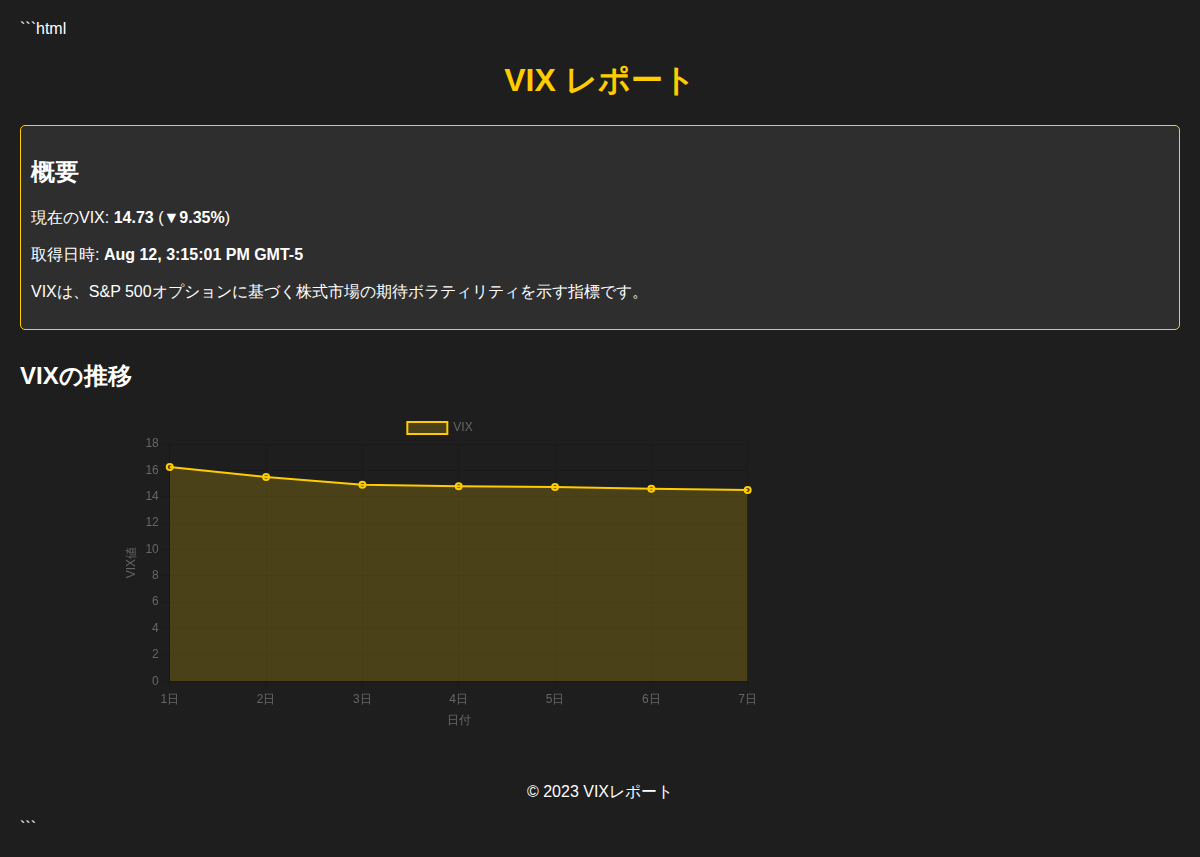 ```html
VIX レポート
概要
現在のVIX: 14.73 (▼9.35%)
取得日時: Aug 12, 3:15:01 PM GMT-5
VIXは、S&P 500オプションに基づく株式市場の期待ボラティリティを示す指標です。
VIXの推移
VIX
18
16
14
12
10
8
6
4
2
0
VIX値
1日 2日 3日 4日 5日 6日 7日
日付
© 2023 VIXレポート
```